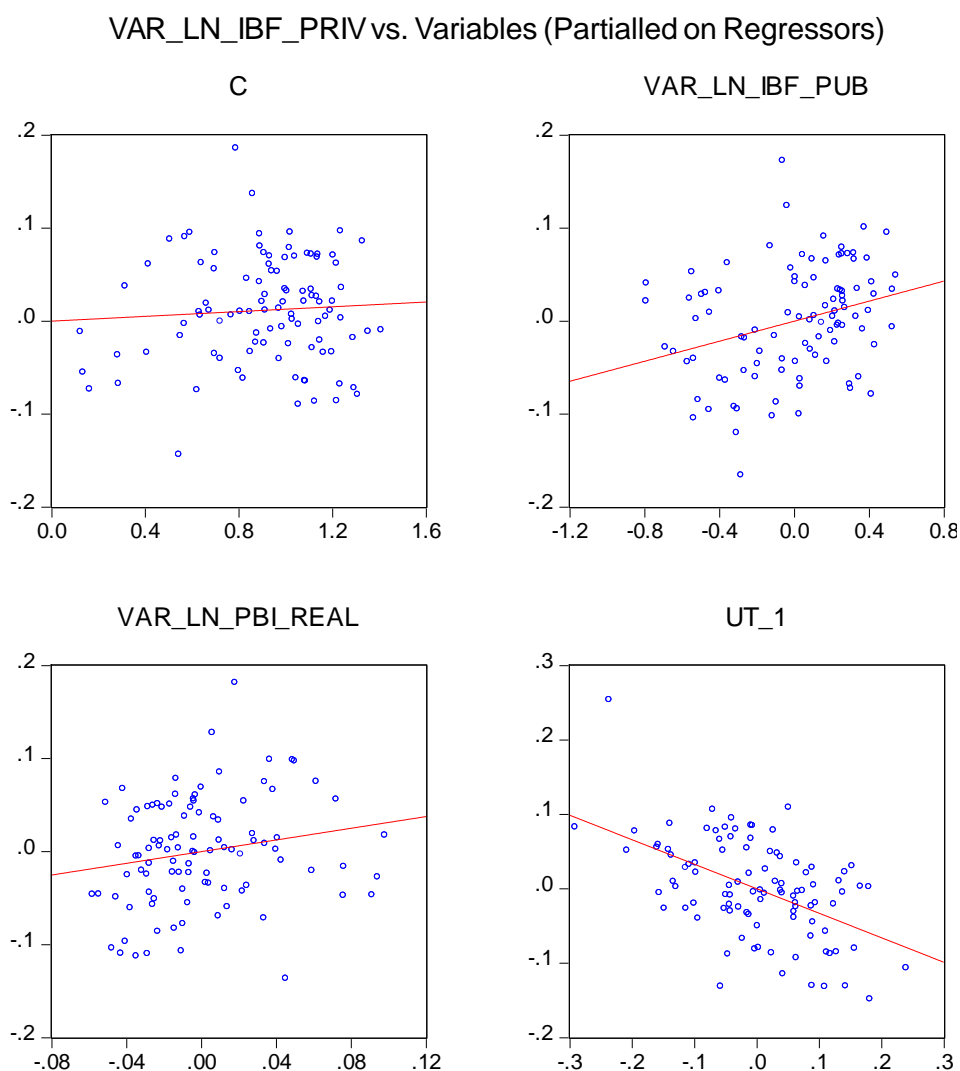 VAR_LN_IBF_PRIV vs. Variables (Partialled on Regressors)
C
.2
.1
.0
-.1
-.2
0.0 0.4 0.8 1.2 1.6
VAR_LN_IBF_PUB
.2
.1
.0
-.1
-.2
-1.2 -0.8 -0.4 0.0 0.4 0.8
VAR_LN_PBI_REAL
.2
.1
.0
-.1
-.2
-.08 -.04 .00 .04 .08 .12
UT_1
.3
.2
.1
.0
-.1
-.2
-.3 -.2 -.1 .0 .1 .2 .3